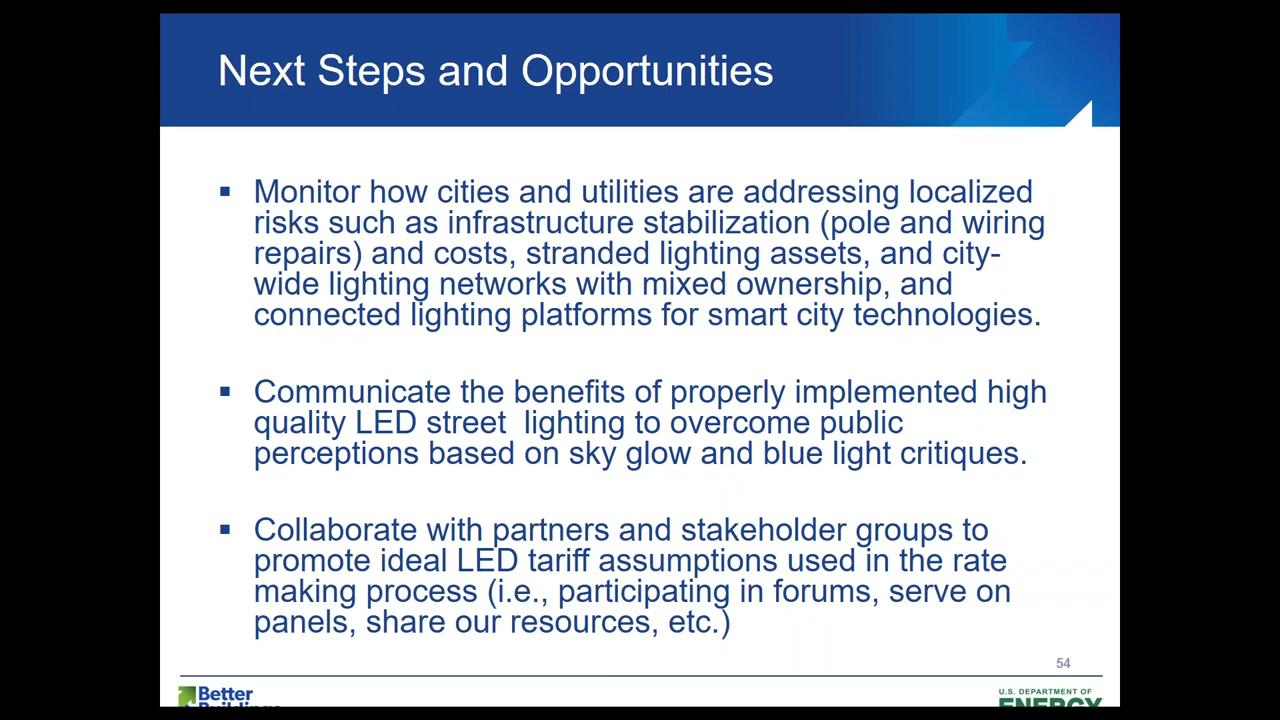 Next Steps and Opportunities
▪ Monitor how cities and utilities are addressing localized
risks such as infrastructure stabilization (pole and wiring
repairs) and costs, stranded lighting assets, and city-
wide lighting networks with mixed ownership, and
connected lighting platforms for smart city technologies.
▪ Communicate the benefits of properly implemented high
quality LED street  lighting to overcome public
perceptions based on sky glow and blue light critiques.
▪ Collaborate with partners and stakeholder groups to
promote ideal LED tariff assumptions used in the rate
making process (i.e., participating in forums, serve on
panels, share our resources, etc.)
54
Better
Buildings
U.S. DEPARTMENT OF
ENERGY